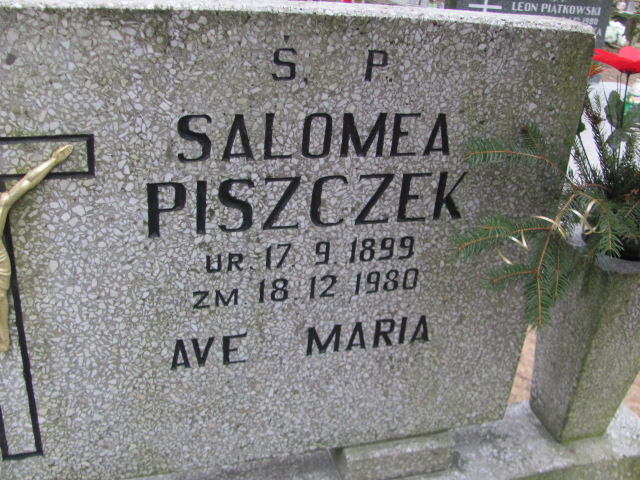 LEON PIĄTKOWSKI
Ś. P.
SALOMEA
PISZCZEK
UR. 17. 9. 1899
ZM 18. 12. 1980
AVE MARIA